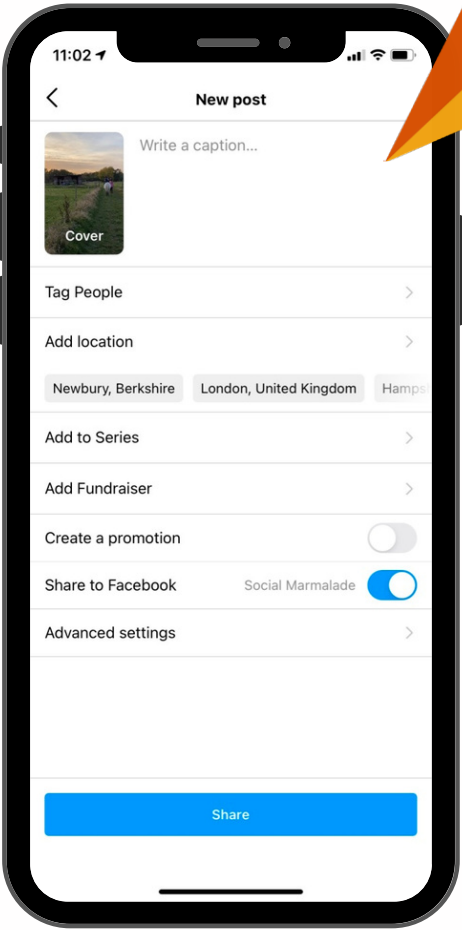 11:02
New post
Write a caption...
Cover
Tag People
Add location
Newbury, Berkshire London, United Kingdom Hamps
Add to Series
Add Fundraiser
Create a promotion
Share to Facebook Social Marmalade
Advanced settings
Share